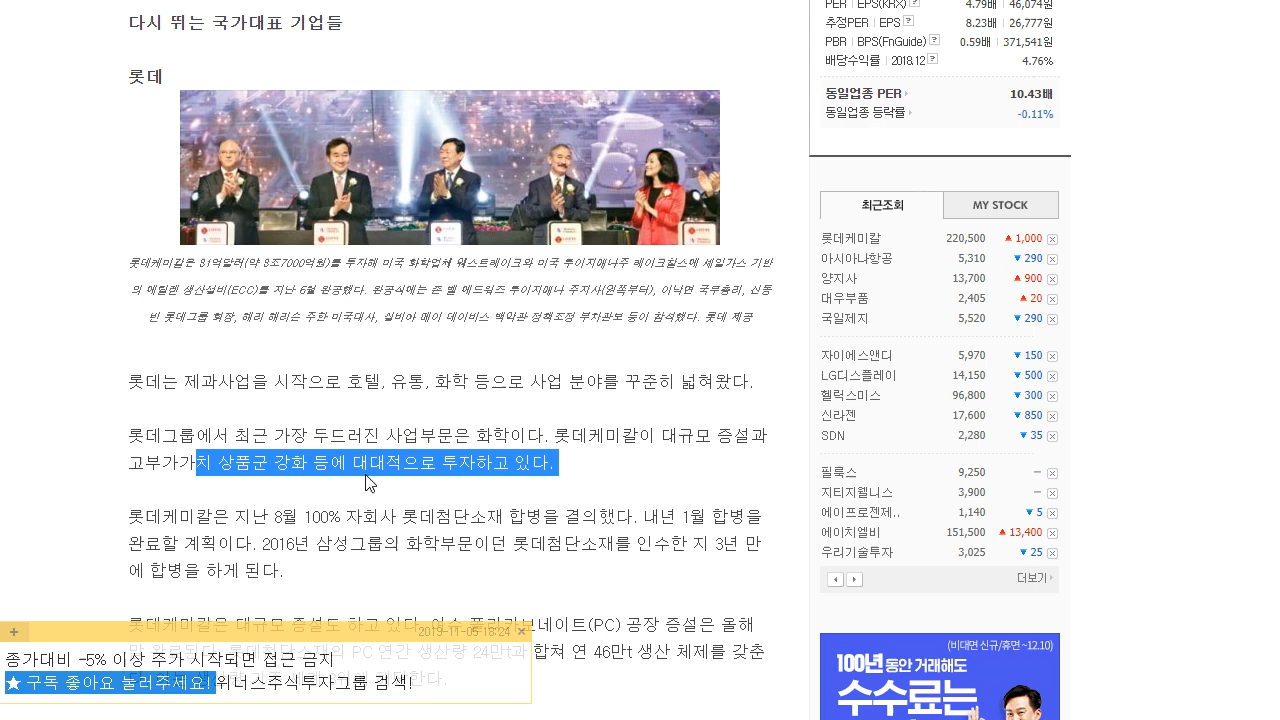 다시 뛰는 국가대표 기업들
롯데
롯데케미칼은 31억달러(약 3조7000억원)를 투자해 미국 화학업체 웨스트레이크와 미국 루이지애나주 레이크찰스에 셰일가스 기반
의 에틸렌 생산설비(ECC)를 지난 5월 완공했다. 완공식에는 존 벨 에드워즈 루이지애나 주지사(왼쪽부터), 이낙연 국무총리, 신동
빈 롯데그룹 회장, 해리 해리스 주한 미국대사, 실비아 메이 데이비스 백악관 정책조정 부차관보 등이 참석했다. 롯데 제공
롯데는 제과사업을 시작으로 호텔, 유통, 화학 등으로 사업 분야를 꾸준히 넓혀왔다.
롯데그룹에서 최근 가장 두드러진 사업부문은 화학이다. 롯데케미칼이 대규모 증설과
고부가가치 상품군 강화 등에 대대적으로 투자하고 있다.
롯데케미칼은 지난 8월 100% 자회사 롯데첨단소재 합병을 결의했다. 내년 1월 합병을
완료할 계획이다. 2016년 삼성그룹의 화학부문이던 롯데첨단소재를 인수한 지 3년 만
에 합병을 하게 된다.
롯데케미칼은 대규모 증설도 하고 있다. 여수 폴리카보네이트(PC) 공장 증설은 올해
말 완료된다. 롯데첨단소재의 PC 연간 생산량 24만t과 합쳐 연 46만t 생산 체제를 갖춘
2019-11-05 18:24
종가대비 -5% 이상 주가 시작되면 접근 금지
★ 구독 좋아요 눌러주세요! 위너스주식투자그룹 검색!
PER | EPS(KRX) ? 4.79배 | 46,074원
추정PER | EPS ? 8.23배 | 26,777원
PBR | BPS(FnGuide) ? 0.59배 | 371,541원
배당수익률 | 2018.12 ? 4.76%
동일업종 PER 10.43배
동일업종 등락률 -0.11%
최근조회 MY STOCK
롯데케미칼 220,500 ▲ 1,000
아시아나항공 5,310 ▼ 290
양지사 13,700 ▲ 900
대우부품 2,405 ▲ 20
국일제지 5,520 ▼ 290
자이에스앤디 5,970 ▼ 150
LG디스플레이 14,150 ▼ 500
헬릭스미스 96,800 ▼ 300
신라젠 17,600 ▼ 850
SDN 2,280 ▼ 35
필룩스 9,250 –
지티지웰니스 3,900 –
에이프로젠제.. 1,140 ▼ 5
에이치엘비 151,500 ▲ 13,400
우리기술투자 3,025 ▼ 25
더보기
(비대면 신규/휴면 ~12.10)
100년 동안 거래해도
수수료는